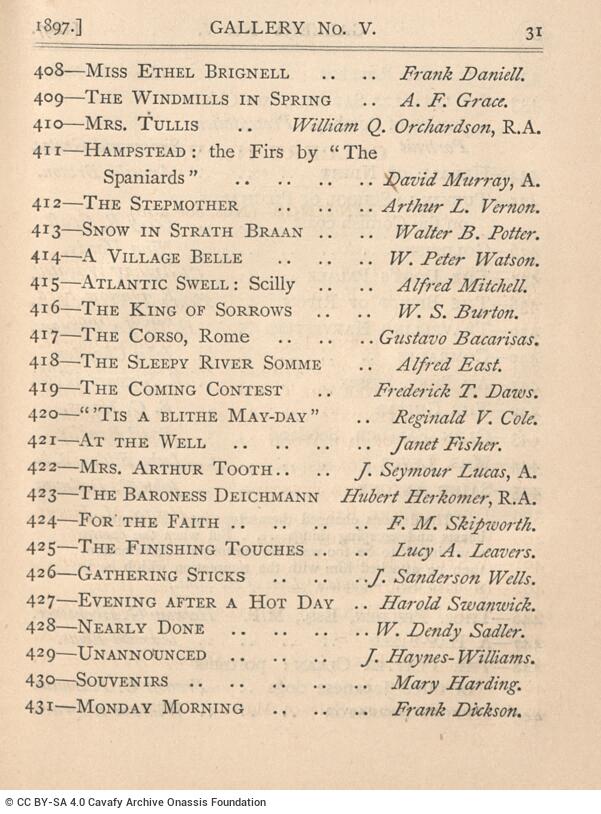 1897.] GALLERY No. V. 31
408—Miss Ethel Brignell .. .. Frank Daniell.
409—The Windmills in Spring .. A. F. Grace.
410—Mrs. Tullis .. William Q. Orchardson, R.A.
411—Hampstead: the Firs by "The
Spaniards" .. .. .. .. David Murray, A.
412—The Stepmother .. .. .. Arthur L. Vernon.
413—Snow in Strath Braan .. .. Walter B. Potter.
414—A Village Belle .. .. .. W. Peter Watson.
415—Atlantic Swell: Scilly .. .. Alfred Mitchell.
416—The King of Sorrows .. .. W. S. Burton.
417—The Corso, Rome .. .. .. Gustavo Bacarisas.
418—The Sleepy River Somme .. Alfred East.
419—The Coming Contest .. Frederick T. Daws.
420—"'Tis a blithe May-day" .. Reginald V. Cole.
421—At the Well .. .. .. .. Janet Fisher.
422—Mrs. Arthur Tooth.. .. J. Seymour Lucas, A.
423—The Baroness Deichmann Hubert Herkomer, R.A.
424—For the Faith .. .. .. .. F. M. Skipworth.
425—The Finishing Touches .. .. Lucy A. Leavers.
426—Gathering Sticks .. .. .. J. Sanderson Wells.
427—Evening after a Hot Day .. Harold Swanwick.
428—Nearly Done .. .. .. .. W. Dendy Sadler.
429—Unannounced .. .. .. J. Haynes-Williams.
430—Souvenirs .. .. .. .. .. Mary Harding.
431—Monday Morning .. .. .. Frank Dickson.
© CC BY-SA 4.0 Cavafy Archive Onassis Foundation